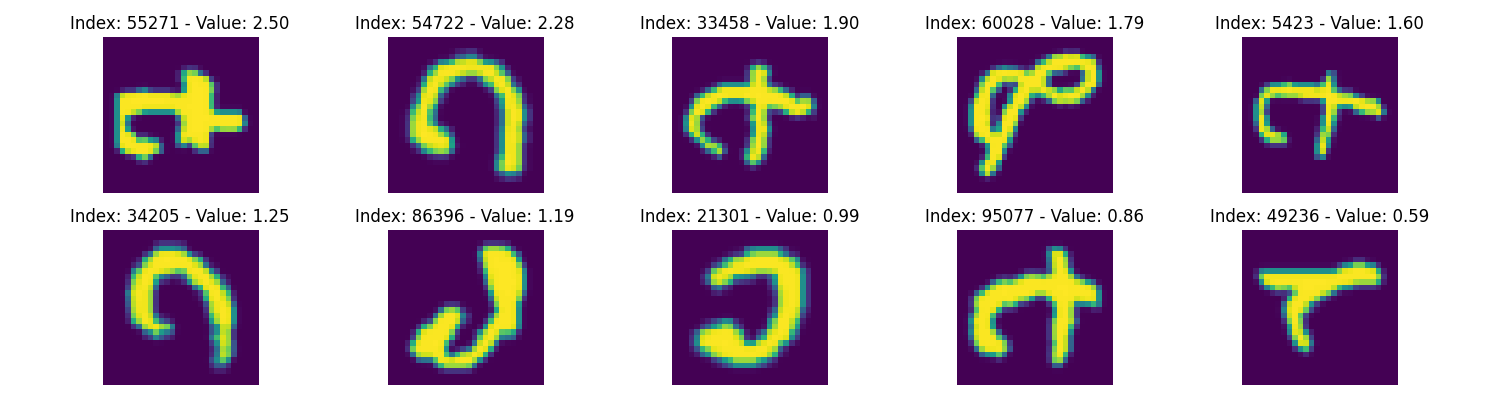 Index: 55271 - Value: 2.50
Index: 54722 - Value: 2.28
Index: 33458 - Value: 1.90
Index: 60028 - Value: 1.79
Index: 5423 - Value: 1.60
Index: 34205 - Value: 1.25
Index: 86396 - Value: 1.19
Index: 21301 - Value: 0.99
Index: 95077 - Value: 0.86
Index: 49236 - Value: 0.59